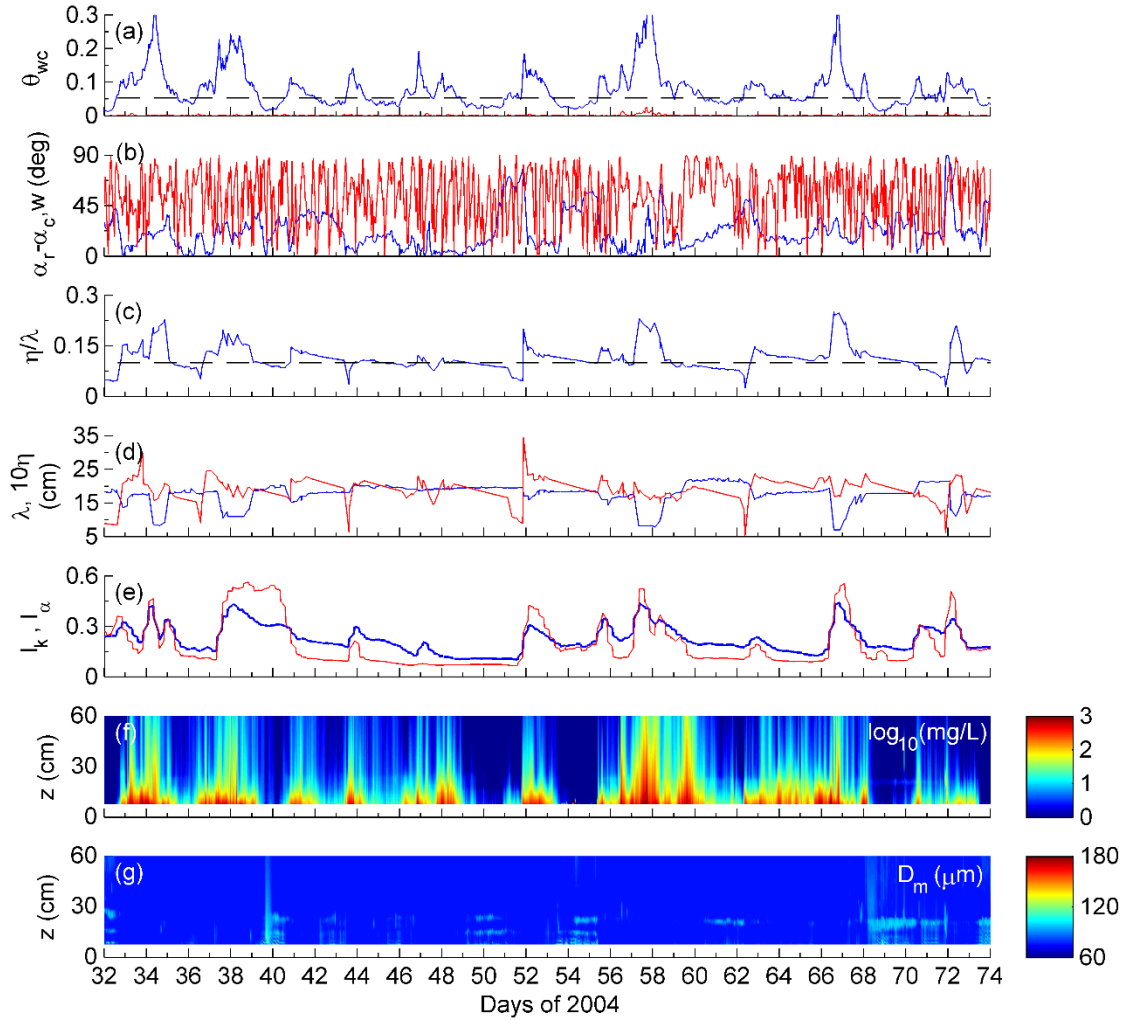 (a)
0.3
0.2
0.1
0
θwc
(b)
90
45
0
αr-αc,w (deg)
(c)
0.3
0.15
0
η/λ
(d)
35
25
15
5
λ, 10η
(cm)
(e)
0.6
0.3
0
Ik , Iα
(f)
log10(mg/L)
60
30
0
z (cm)
3
2
1
0
(g)
Dm (μm)
60
30
0
z (cm)
180
120
60
32 34 36 38 40 42 44 46 48 50 52 54 56 58 60 62 64 66 68 70 72 74
Days of 2004